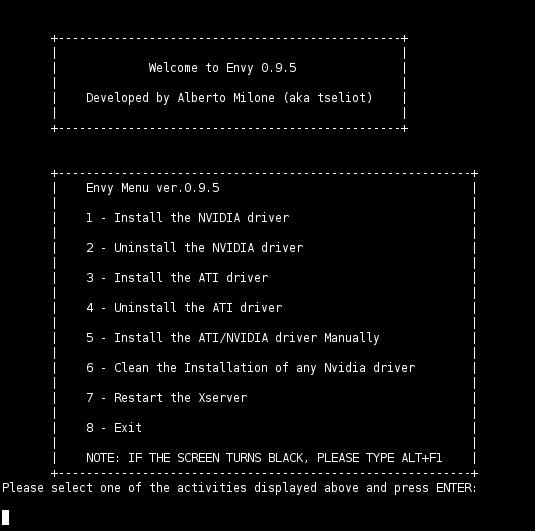 Welcome to Envy 0.9.5
Developed by Alberto Milone (aka tseliot)
Envy Menu ver.0.9.5
1 - Install the NVIDIA driver
2 - Uninstall the NVIDIA driver
3 - Install the ATI driver
4 - Uninstall the ATI driver
5 - Install the ATI/NVIDIA driver Manually
6 - Clean the Installation of any Nvidia driver
7 - Restart the Xserver
8 - Exit
NOTE: IF THE SCREEN TURNS BLACK, PLEASE TYPE ALT+F1
Please select one of the activities displayed above and press ENTER: